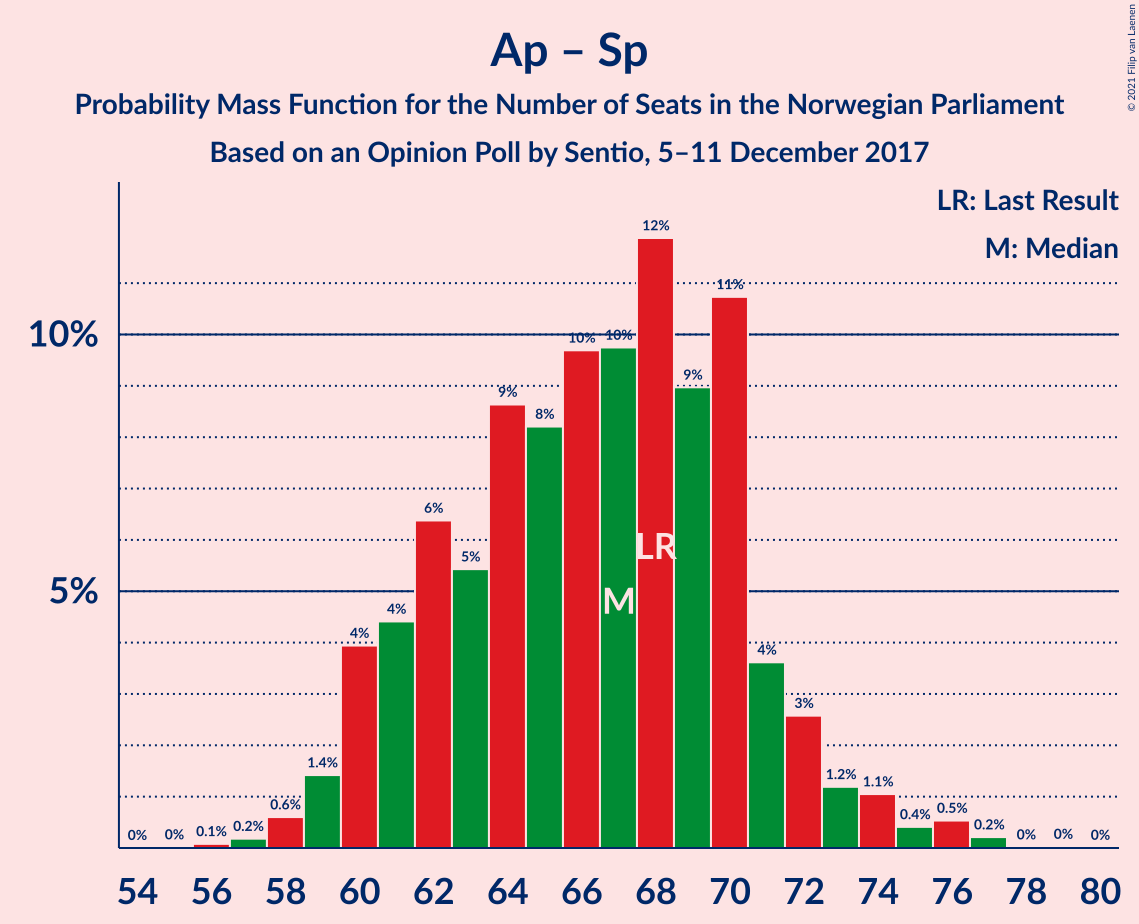 Ap – Sp
Probability Mass Function for the Number of Seats in the Norwegian Parliament
Based on an Opinion Poll by Sentio, 5–11 December 2017
© 2021 Filip van Laenen
LR: Last Result
M: Median
10%
5%
0% 0% 0.1% 0.2% 0.6% 1.4% 4% 4% 6% 5% 9% 8% 10% 10% 12% 9% 11% 4% 3% 1.2% 1.1% 0.4% 0.5% 0.2% 0% 0% 0%
LR
M
54 56 58 60 62 64 66 68 70 72 74 76 78 80